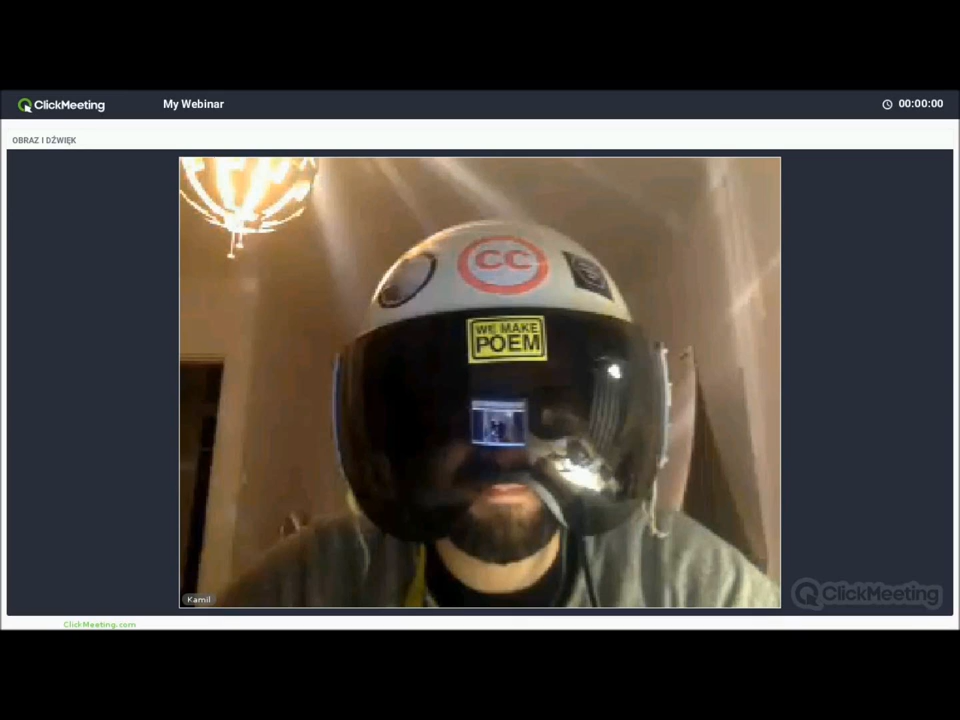 ClickMeeting
My Webinar
00:00:00
OBRAZ I DŹWIĘK
CC
WE MAKE
POEM
Kamil
ClickMeeting
ClickMeeting.com